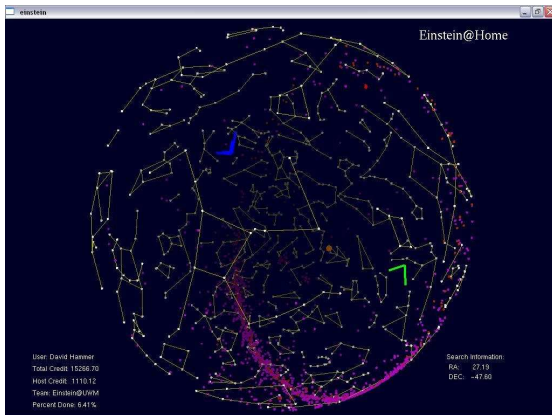 einstein
Einstein@Home
User: David Hammer
Total Credit: 15266.70
Host Credit: 1110.12
Team: Einstein@UWM
Percent Done: 6.41%
Search Information:
RA: 27.19
DEC: -47.60